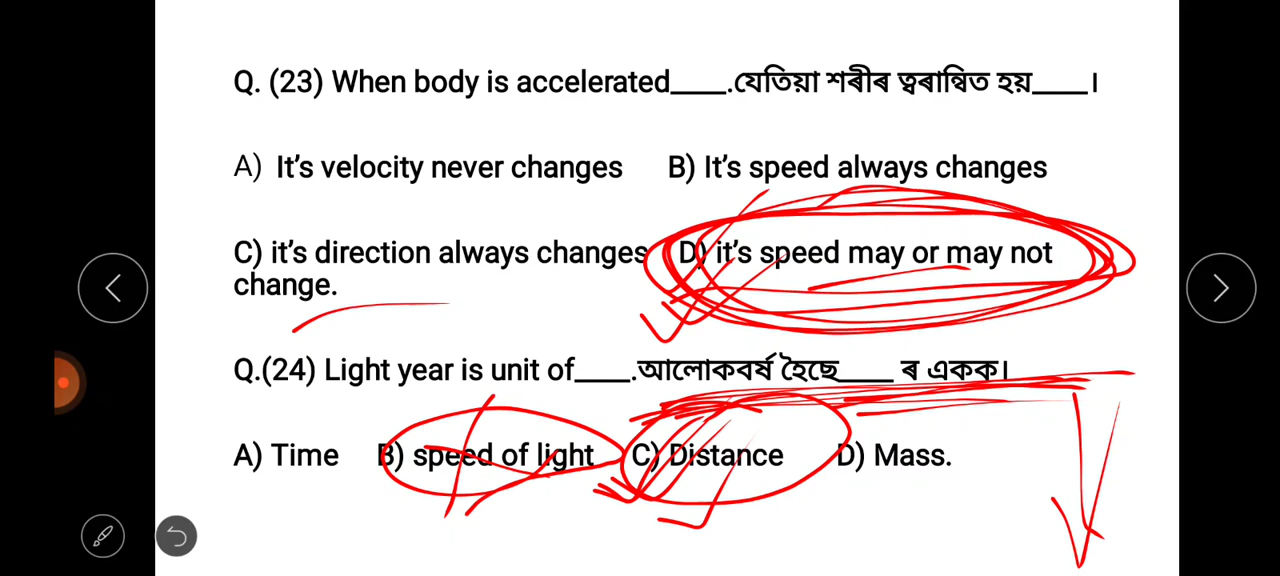 Q. (23) When body is accelerated____.যেতিয়া শৰীৰ ত্বৰান্বিত হয়____।
A) It's velocity never changes B) It's speed always changes
C) it's direction always changes D) it's speed may or may not
change.
Q.(24) Light year is unit of____.আলোকবৰ্ষ হৈছে____ ৰ একক।
A) Time B) speed of light C) Distance D) Mass.